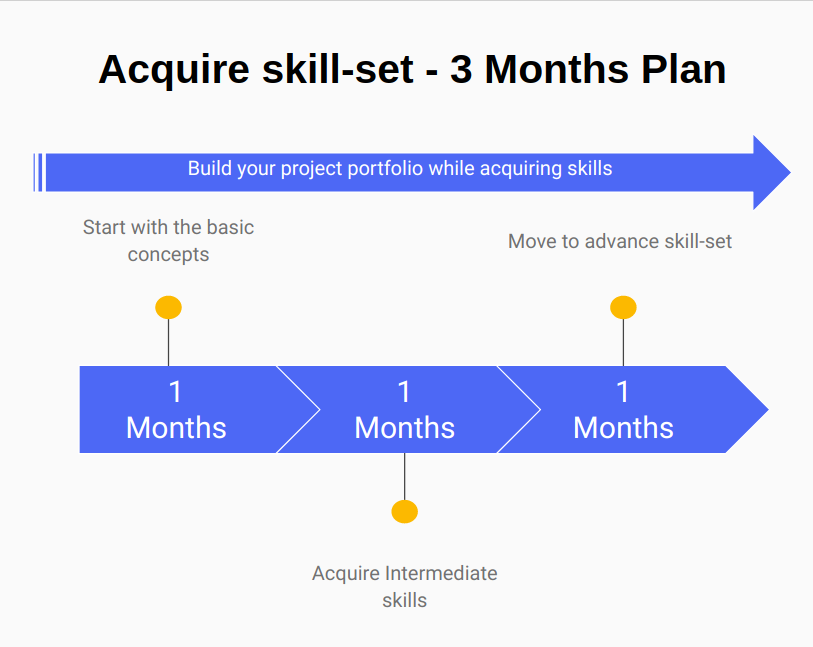 Acquire skill-set - 3 Months Plan
Build your project portfolio while acquiring skills
Start with the basic
concepts
Move to advance skill-set
1
Months
1
Months
1
Months
Acquire Intermediate
skills